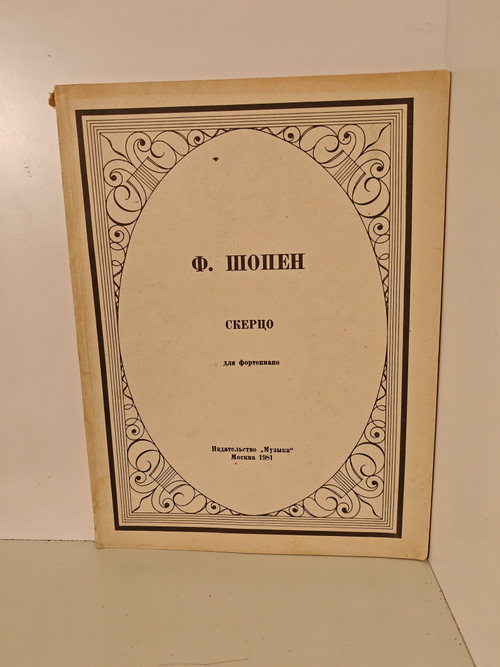 Ф. ШОПЕН
СКЕРЦО
для фортепиано
Издательство „Музыка“
Москва 1981